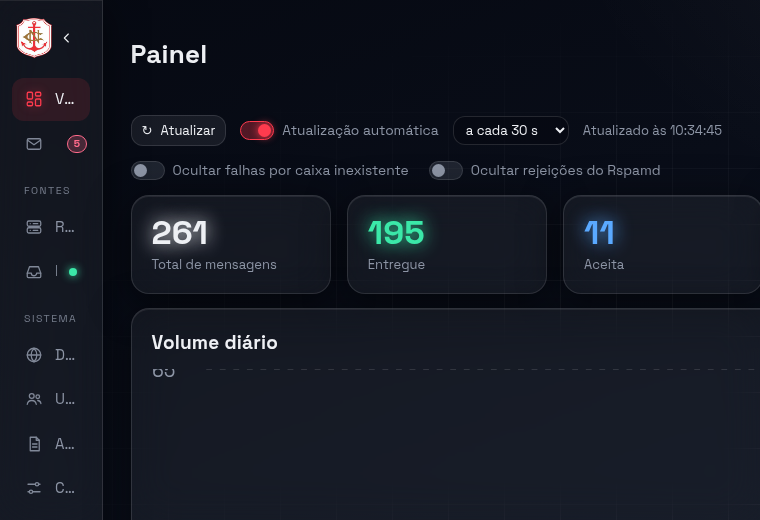 Painel
V...
5
FONTES
R...
SISTEMA
D...
U...
A...
C...
↻ Atualizar
Atualização automática
a cada 30 s
Atualizado às 10:34:45
Ocultar falhas por caixa inexistente
Ocultar rejeições do Rspamd
261
Total de mensagens
195
Entregue
11
Aceita
Volume diário
65